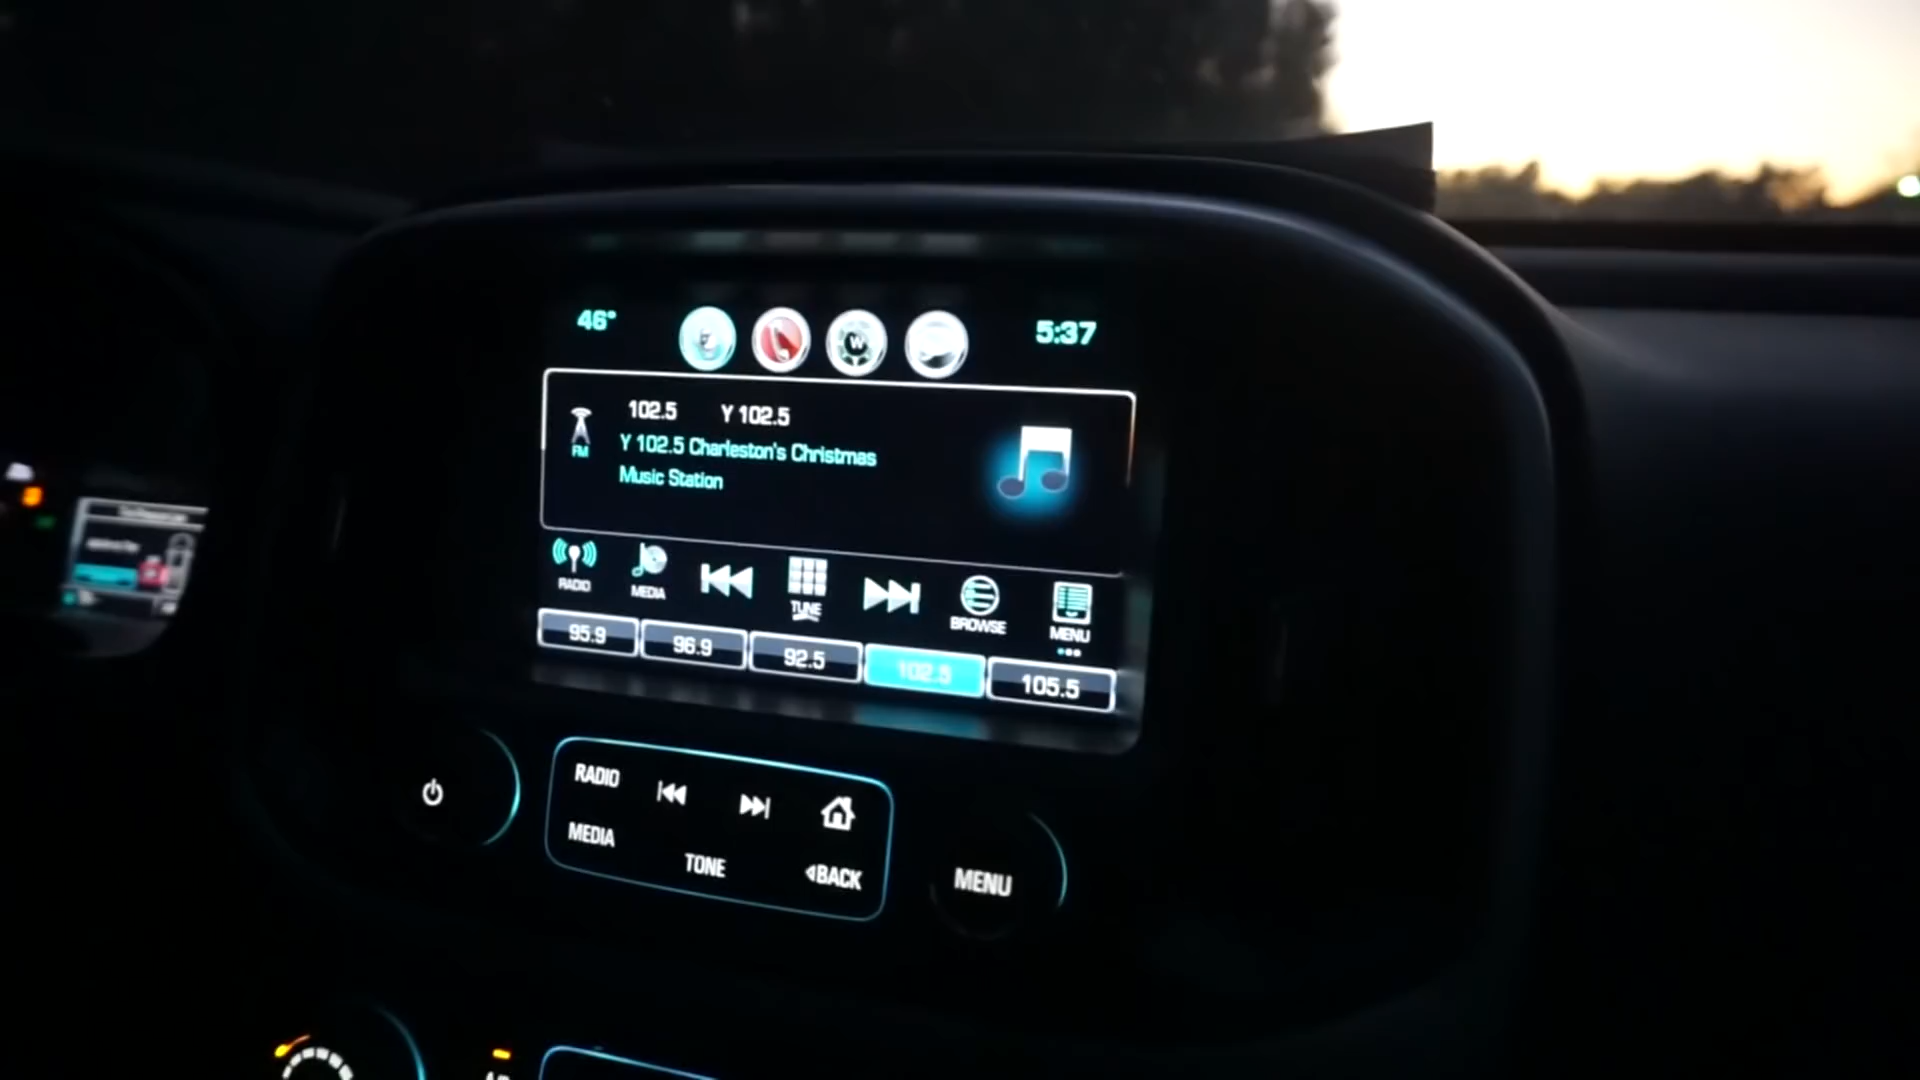 46° 5:37
102.5 Y 102.5
FM
Y 102.5 Charleston's Christmas
Music Station
RADIO MEDIA TUNE BROWSE MENU
95.9 96.9 92.5 102.5 105.5
RADIO
MEDIA
TONE
BACK
MENU